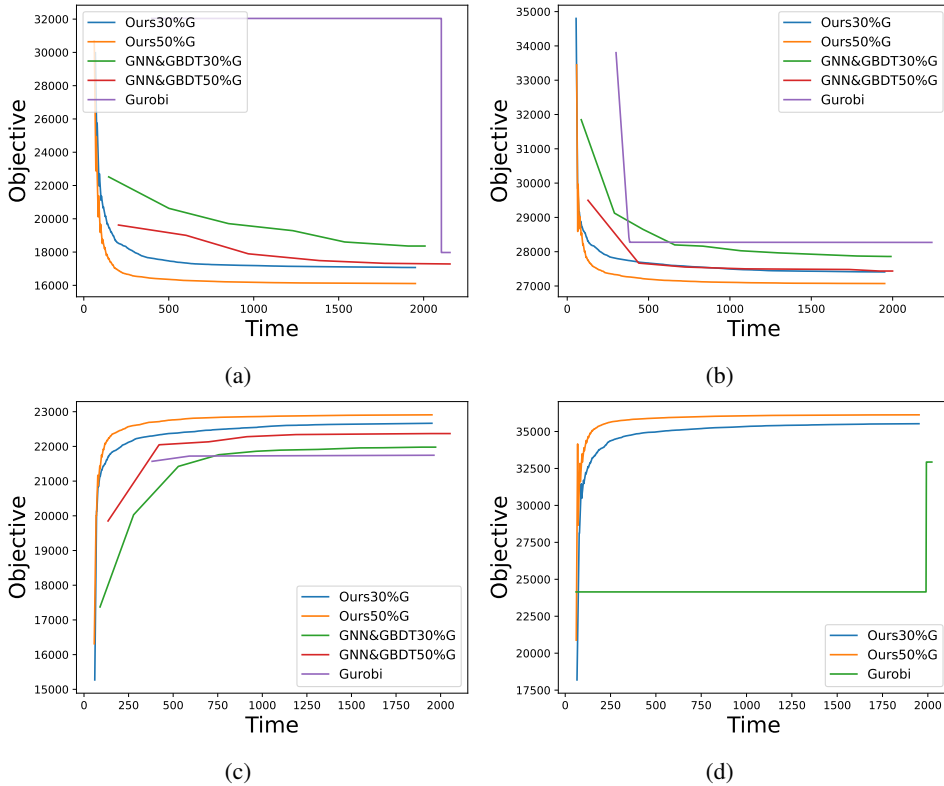 32000
30000
28000
26000
24000
22000
20000
18000
16000
Objective
0
500
1000
1500
2000
Time
Ours30%G
Ours50%G
GNN&GBDT30%G
GNN&GBDT50%G
Gurobi
(a)
35000
34000
33000
32000
31000
30000
29000
28000
27000
Objective
0
500
1000
1500
2000
Time
Ours30%G
Ours50%G
GNN&GBDT30%G
GNN&GBDT50%G
Gurobi
(b)
23000
22000
21000
20000
19000
18000
17000
16000
15000
Objective
0
250
500
750
1000
1250
1500
1750
2000
Time
Ours30%G
Ours50%G
GNN&GBDT30%G
GNN&GBDT50%G
Gurobi
(c)
35000
32500
30000
27500
25000
22500
20000
17500
Objective
0
250
500
750
1000
1250
1500
1750
2000
Time
Ours30%G
Ours50%G
Gurobi
(d)